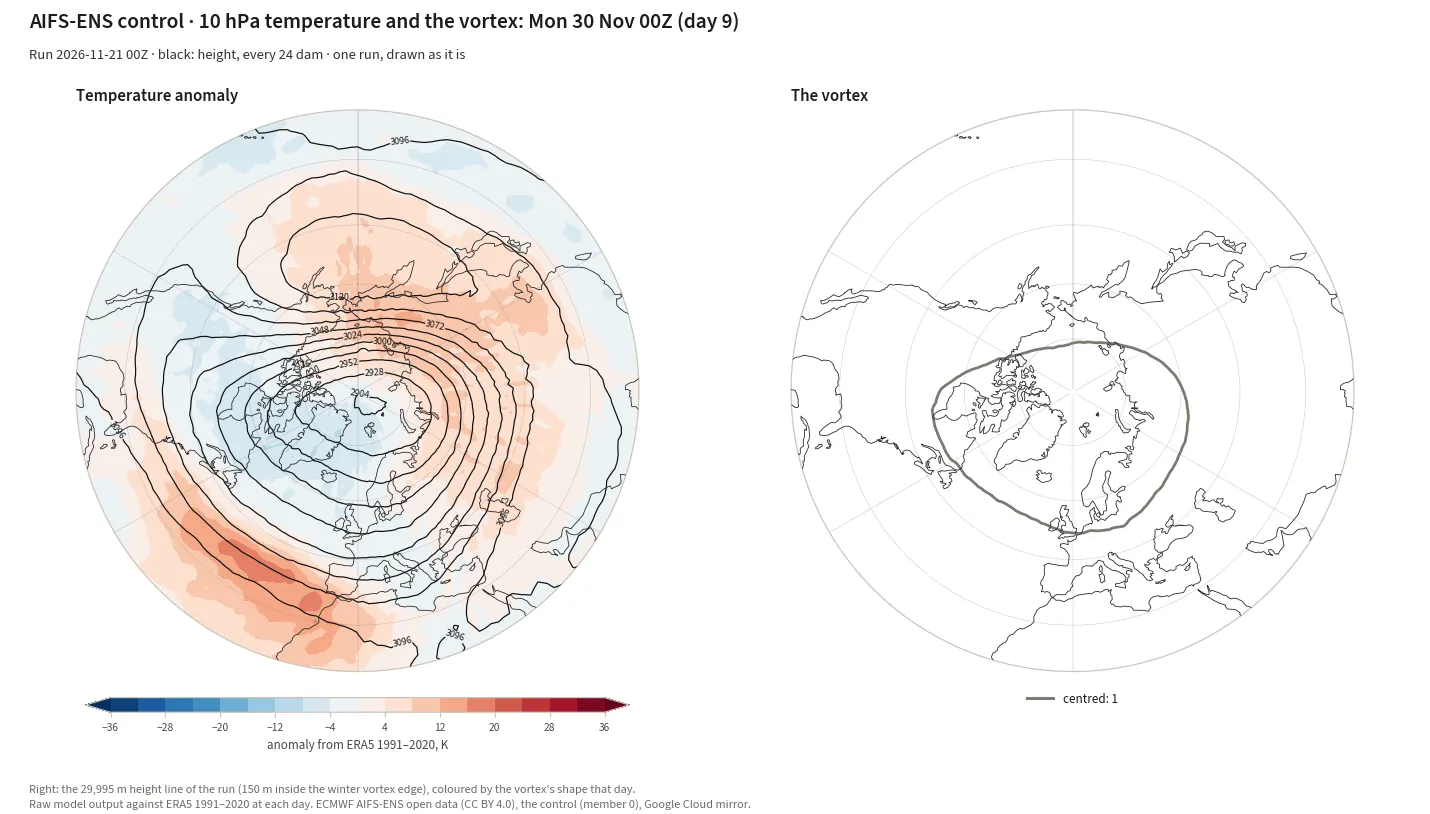 AIFS-ENS control · 10 hPa temperature and the vortex: Mon 30 Nov 00Z (day 9)
Run 2026-11-21 00Z · black: height, every 24 dam · one run, drawn as it is
Temperature anomaly
The vortex
3096
3120
3072
3048
3024
3000
2952
2928
2904
3096
3096
3096
3096
centred: 1
−36 −28 −20 −12 −4 4 12 20 28 36
anomaly from ERA5 1991–2020, K
Right: the 29,995 m height line of the run (150 m inside the winter vortex edge), coloured by the vortex's shape that day.
Raw model output against ERA5 1991–2020 at each day. ECMWF AIFS-ENS open data (CC BY 4.0), the control (member 0), Google Cloud mirror.